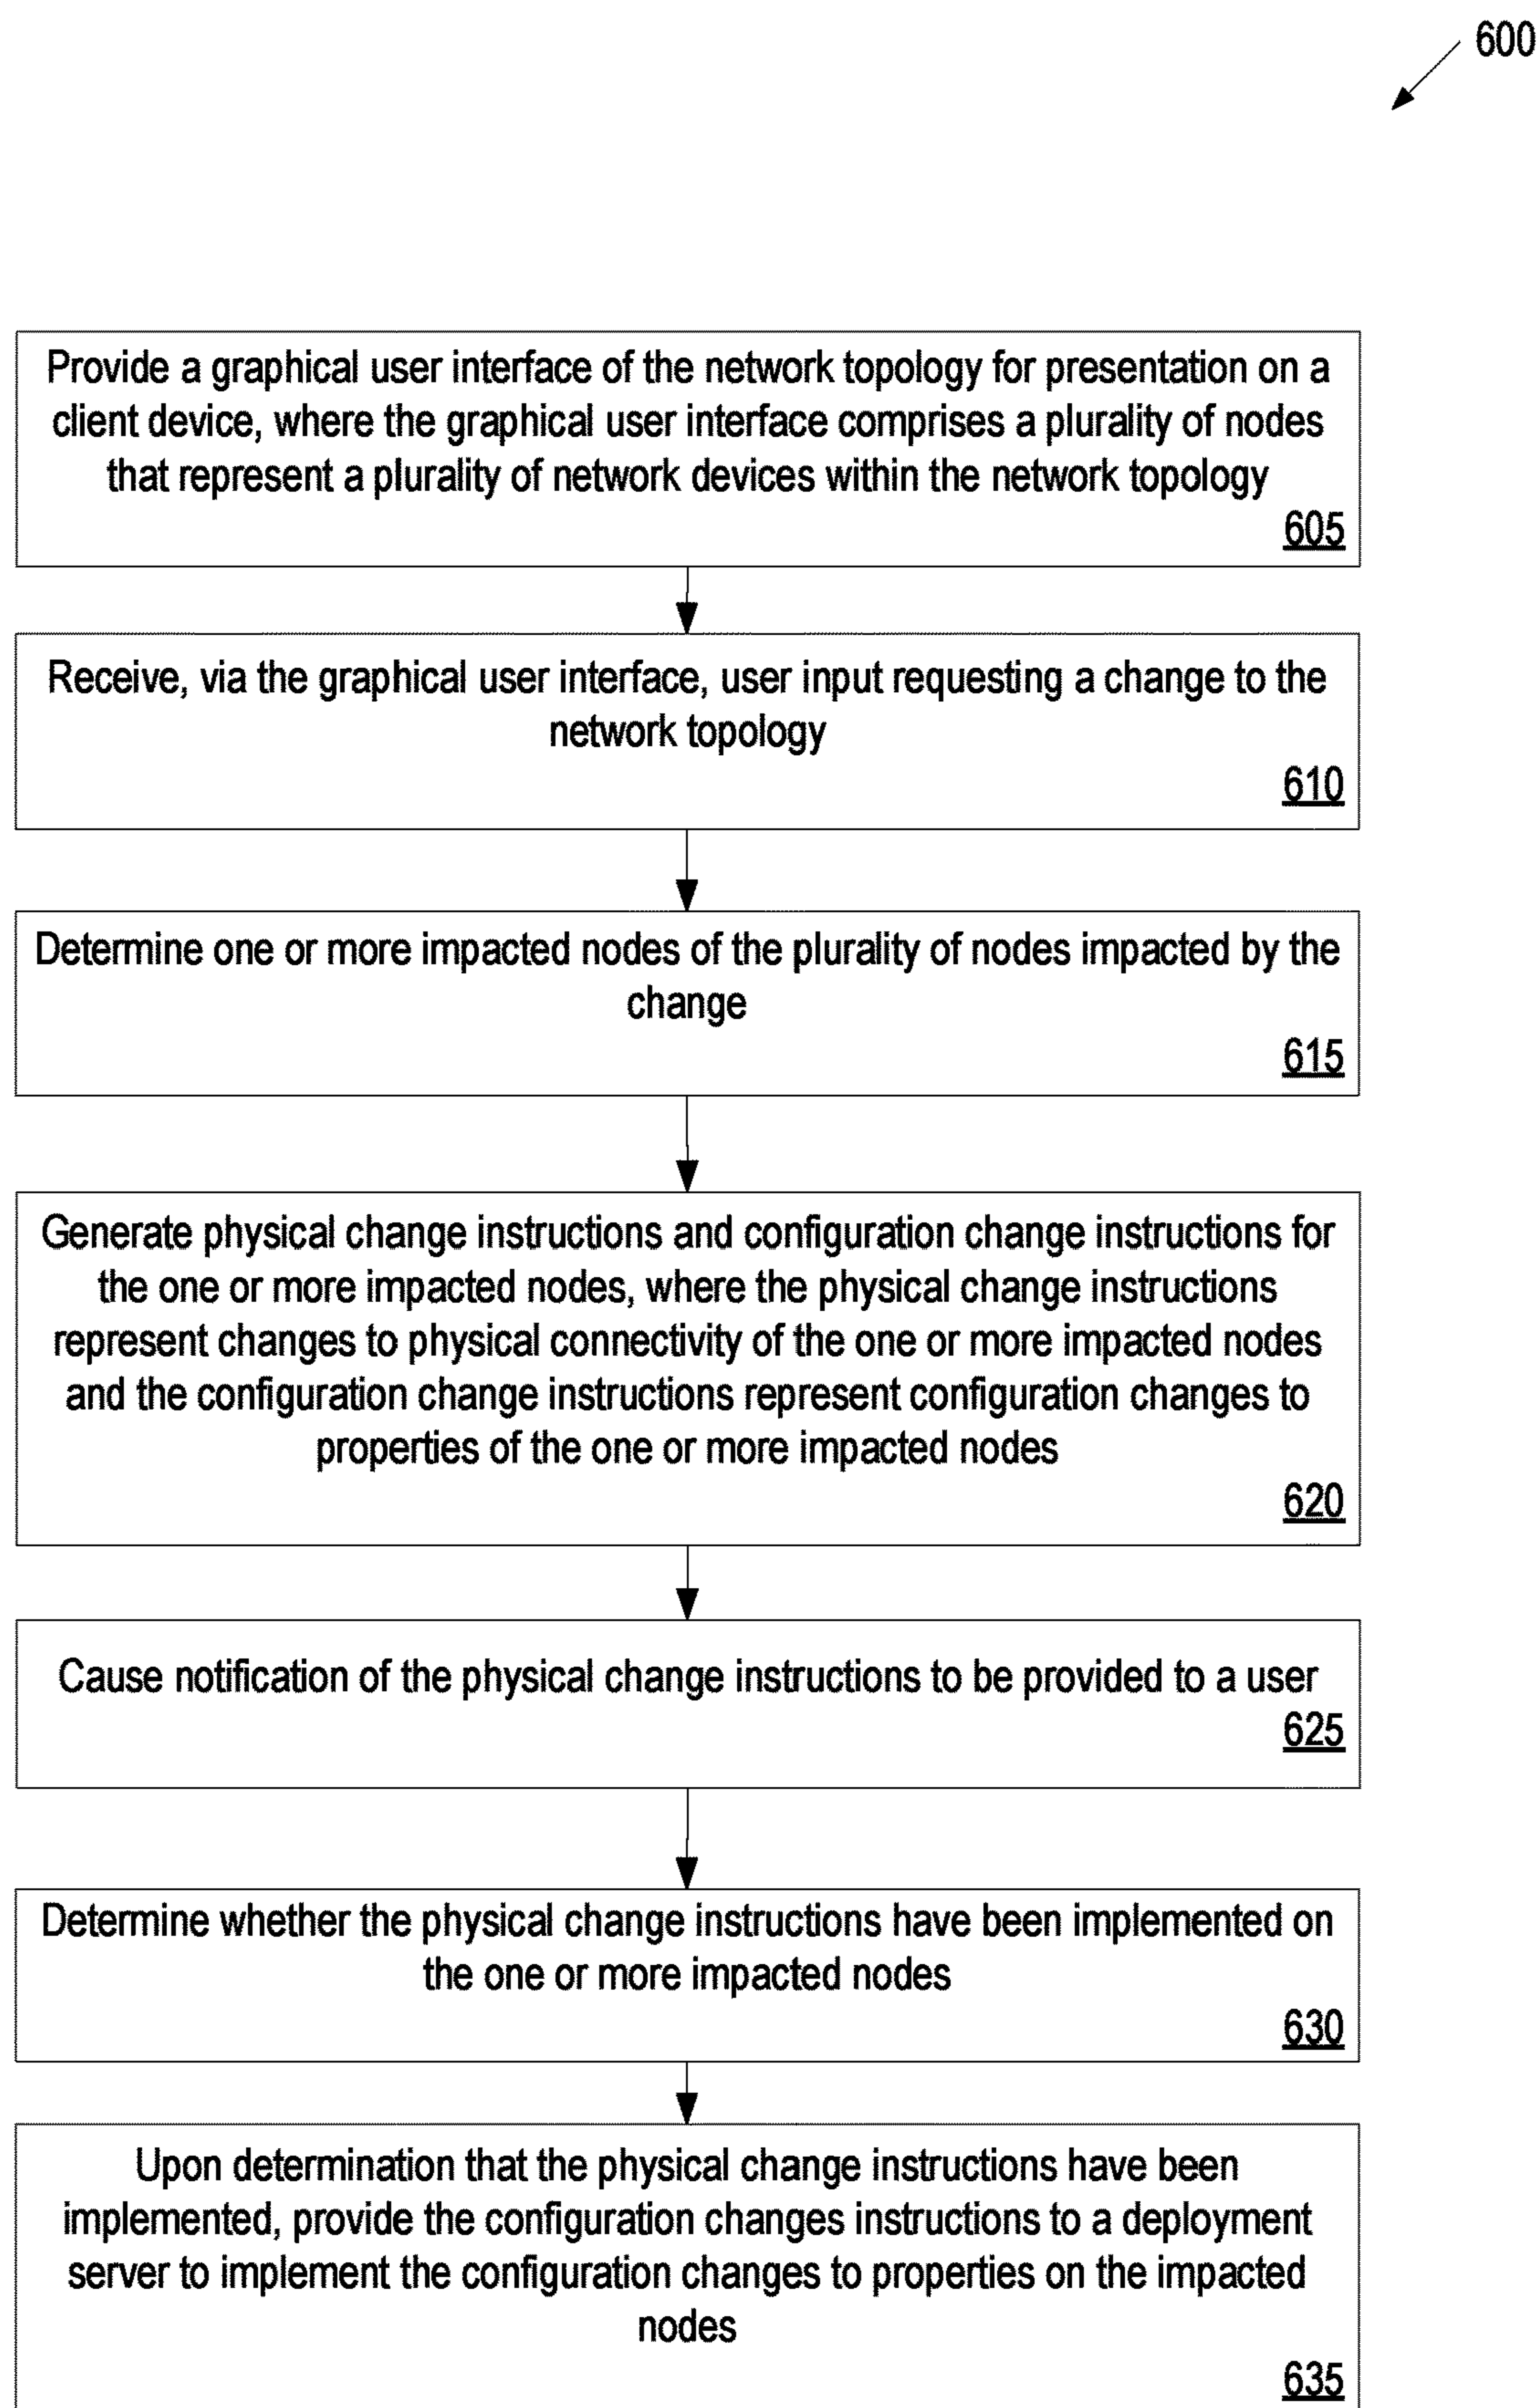 600
Provide a graphical user interface of the network topology for presentation on a
client device, where the graphical user interface comprises a plurality of nodes
that represent a plurality of network devices within the network topology
605
Receive, via the graphical user interface, user input requesting a change to the
network topology
610
Determine one or more impacted nodes of the plurality of nodes impacted by the
change
615
Generate physical change instructions and configuration change instructions for
the one or more impacted nodes, where the physical change instructions
represent changes to physical connectivity of the one or more impacted nodes
and the configuration change instructions represent configuration changes to
properties of the one or more impacted nodes
620
Cause notification of the physical change instructions to be provided to a user
625
Determine whether the physical change instructions have been implemented on
the one or more impacted nodes
630
Upon determination that the physical change instructions have been
implemented, provide the configuration changes instructions to a deployment
server to implement the configuration changes to properties on the impacted
nodes
635